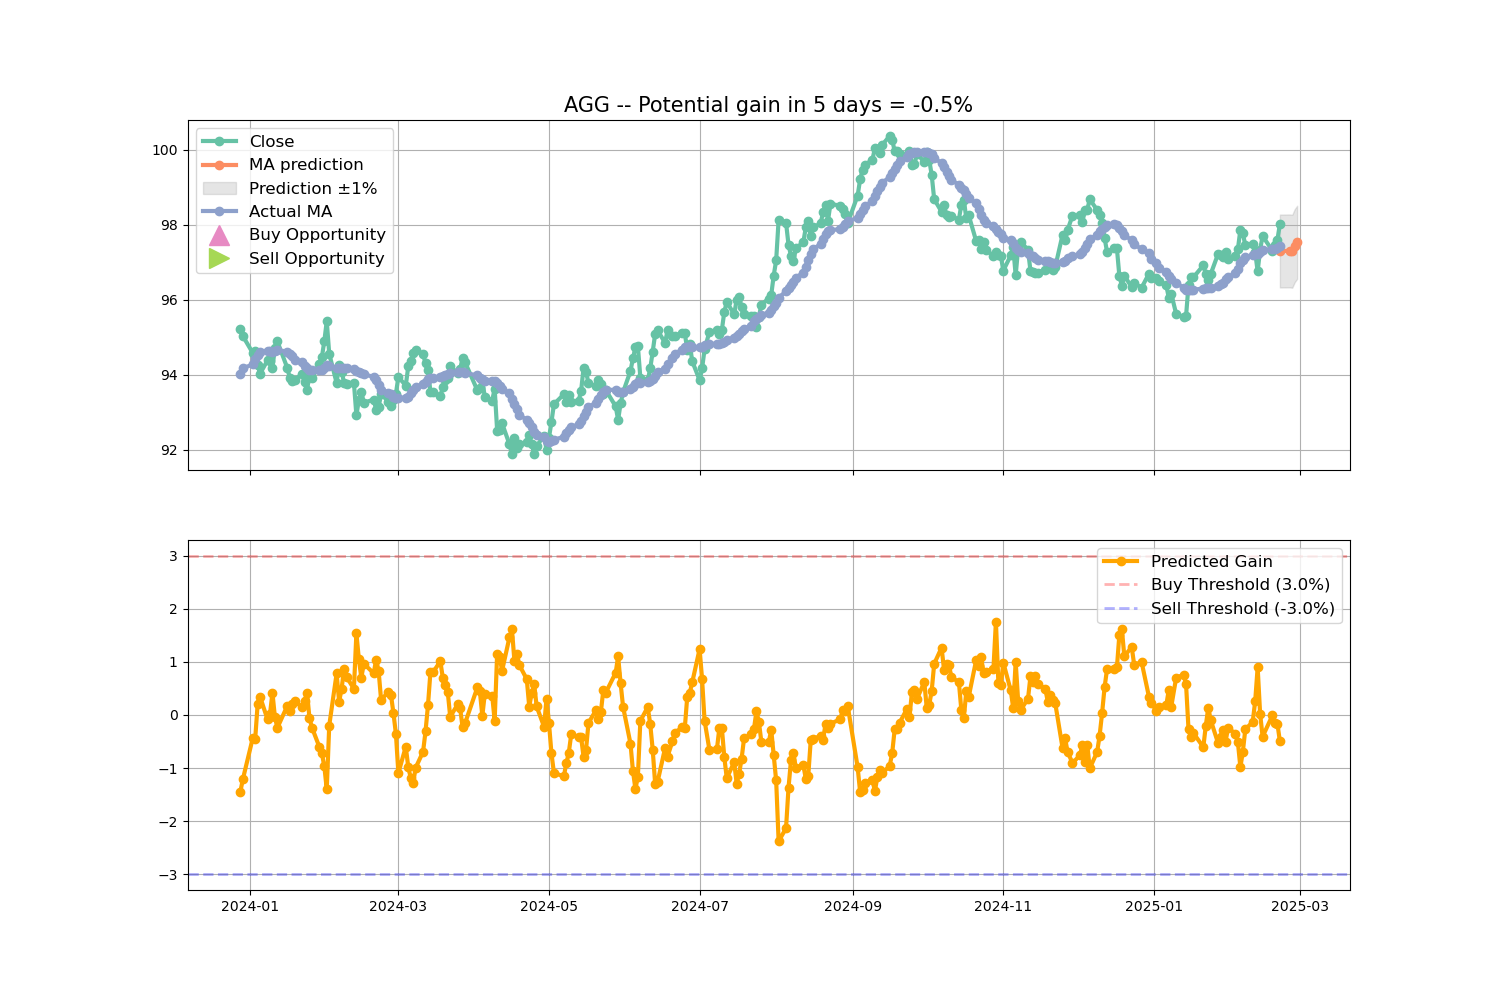 AGG -- Potential gain in 5 days = -0.5%
Close
MA prediction
Prediction ±1%
Actual MA
Buy Opportunity
Sell Opportunity
100
98
96
94
92
Predicted Gain
Buy Threshold (3.0%)
Sell Threshold (-3.0%)
3
2
1
0
−1
−2
−3
2024-01 2024-03 2024-05 2024-07 2024-09 2024-11 2025-01 2025-03